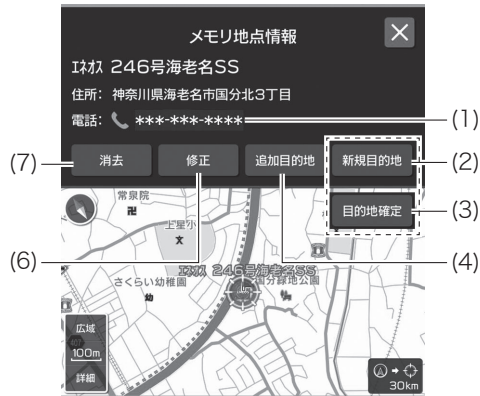 メモリ地点情報
ｴﾈｵｽ 246号海老名SS
住所： 神奈川県海老名市国分北3丁目
電話： ***-***-****
(1)
(7)
消去
修正
追加目的地
新規目的地
(2)
目的地確定
(3)
常泉院
上星小
文
(6)
(4)
ｴﾈｵｽ 246号海老名SS
さくらい幼稚園
国分緑地公園
幼
広域
100m
詳細
30km